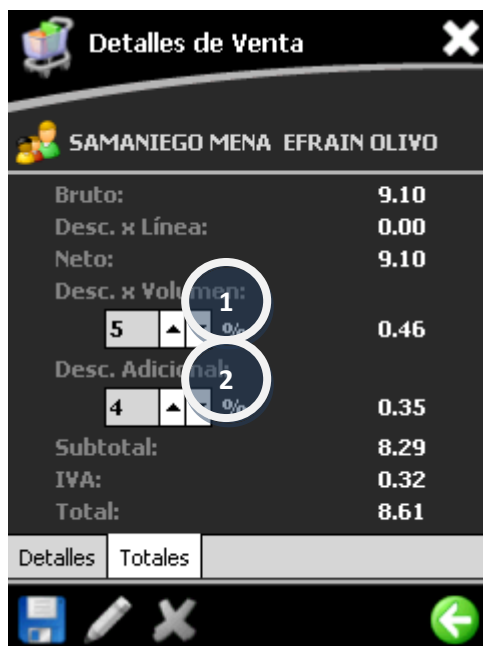 Detalles de Venta
SAMANIEGO MENA EFRAIN OLIVO
Bruto: 9.10
Desc. x Línea: 0.00
Neto: 9.10
Desc. x Volumen:
1
5 % 0.46
Desc. Adicional:
2
4 % 0.35
Subtotal: 8.29
IVA: 0.32
Total: 8.61
Detalles Totales